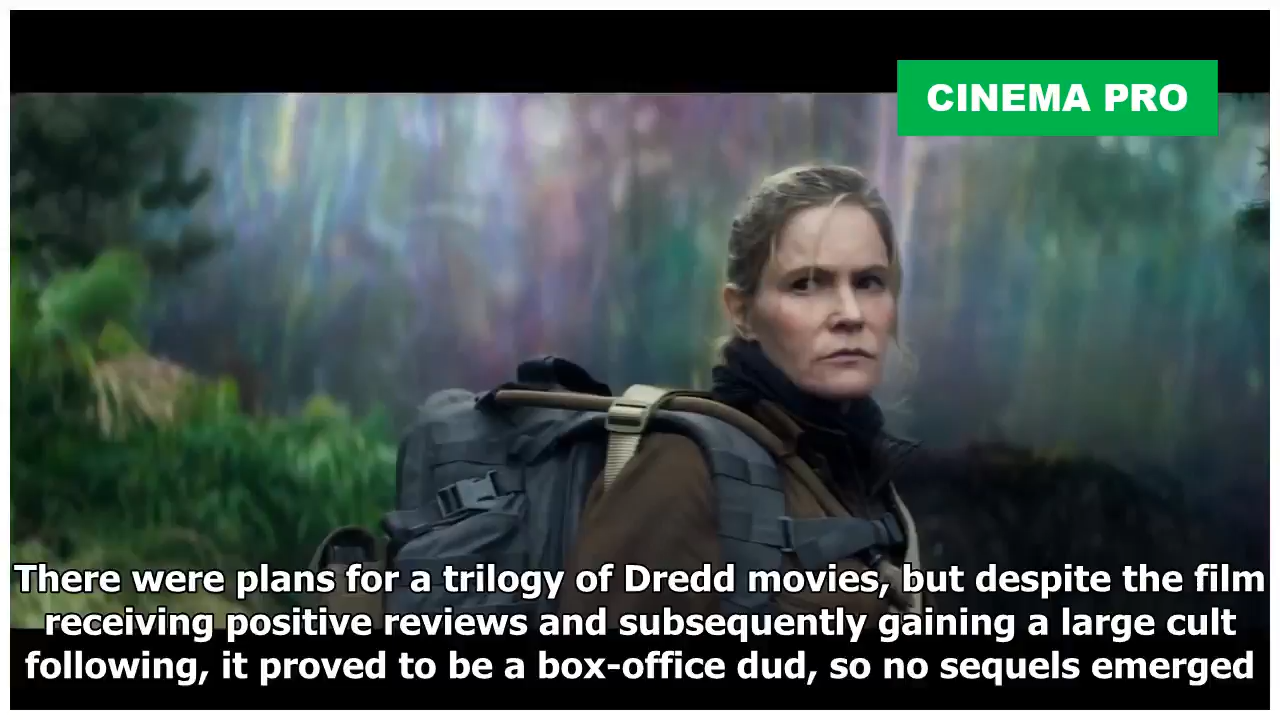 CINEMA PRO
There were plans for a trilogy of Dredd movies, but despite the film
receiving positive reviews and subsequently gaining a large cult
following, it proved to be a box-office dud, so no sequels emerged